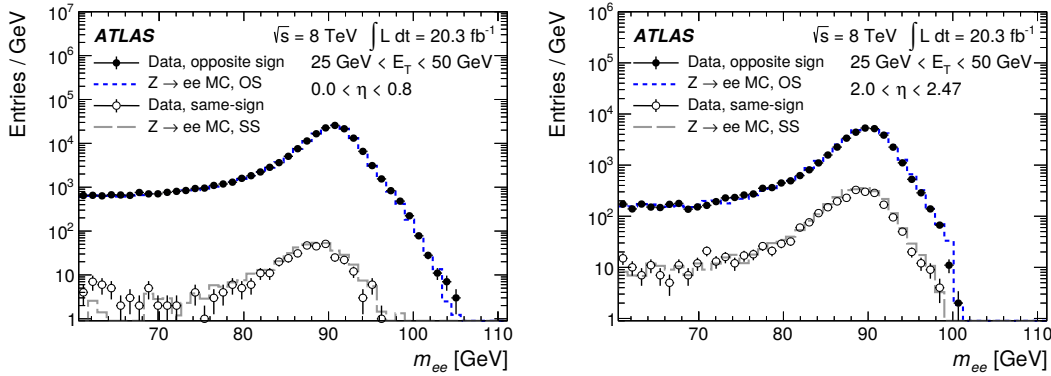 Entries / GeV
10⁷
10⁶
10⁵
10⁴
10³
10²
10
1
ATLAS
√s = 8 TeV ∫L dt = 20.3 fb⁻¹
Data, opposite sign
25 GeV < E_T < 50 GeV
Z → ee MC, OS
0.0 < η < 0.8
Data, same-sign
Z → ee MC, SS
70 80 90 100 110
m_ee [GeV]
Entries / GeV
10⁶
10⁵
10⁴
10³
10²
10
1
ATLAS
√s = 8 TeV ∫L dt = 20.3 fb⁻¹
Data, opposite sign
25 GeV < E_T < 50 GeV
Z → ee MC, OS
2.0 < η < 2.47
Data, same-sign
Z → ee MC, SS
70 80 90 100 110
m_ee [GeV]